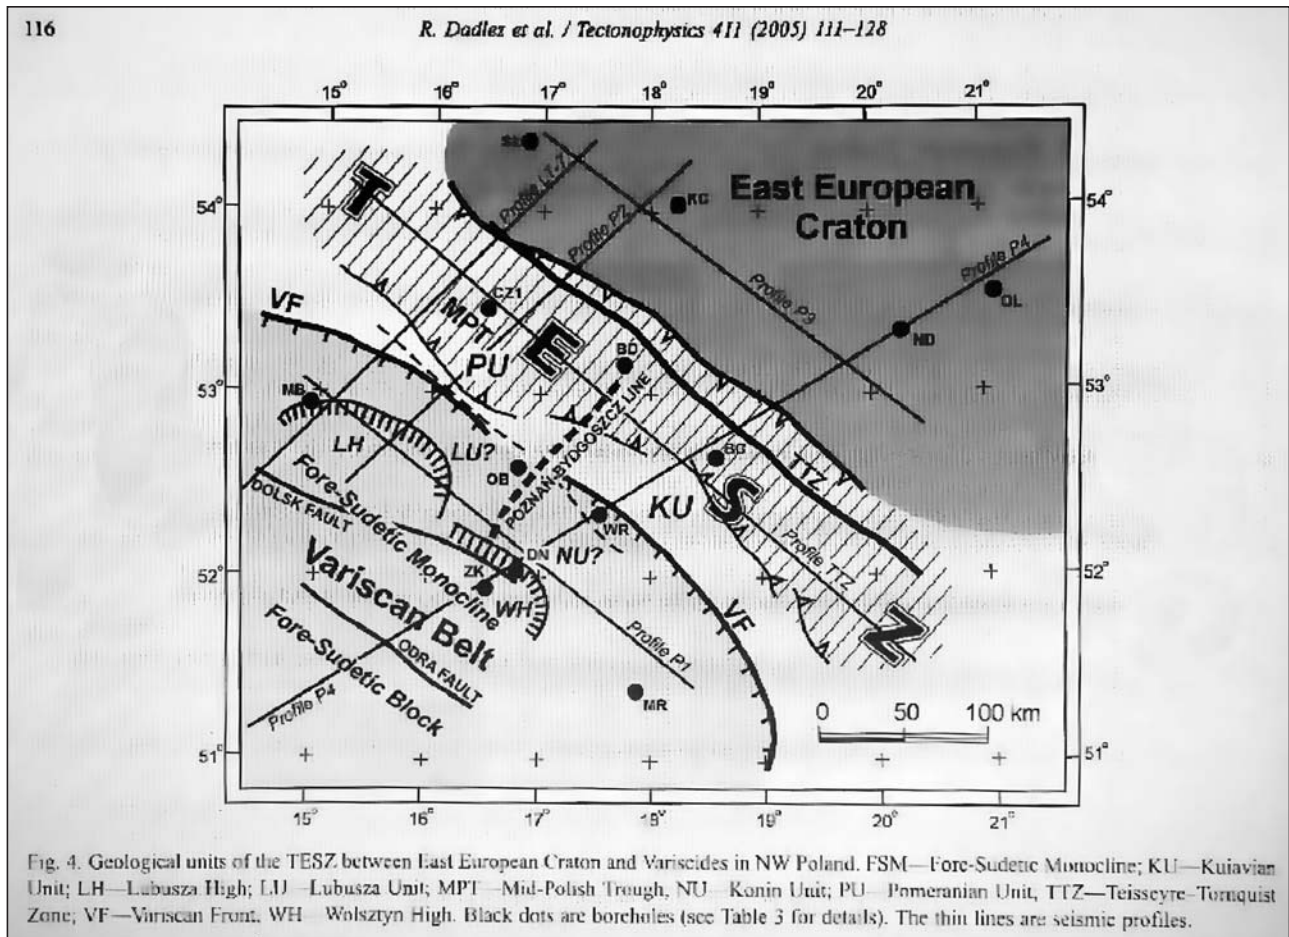 116
R. Dadlez et al. / Tectonophysics 411 (2005) 111–128
15° 16° 17° 18° 19° 20° 21°
54° 54°
53° 53°
52° 52°
51° 51°
15° 16° 17° 18° 19° 20° 21°
East European
Craton
Profile LT-7
Profile P2
KC
Profile P4
OL
Profile P3
ND
T
E
S
Z
CZ1
MPT
VF
PU
BD
MB
LH
LU?
OB
POZNAŃ-BYDGOSZCZ LINE
BG
TTZ
KU
WR
DN
NU?
Profile TTZ
Fore-Sudetic Monocline
DOLSK FAULT
Variscan Belt
ZK
WH
VF
Profile P1
MR
ODRA FAULT
Fore-Sudetic Block
Profile P4
0 50 100 km
Fig. 4. Geological units of the TESZ between East European Craton and Variscides in NW Poland. FSM—Fore-Sudetic Monocline; KU—Kuiavian
Unit; LH—Lubusza High; LU—Lubusza Unit; MPT—Mid-Polish Trough, NU—Konin Unit; PU—Pomeranian Unit, TTZ—Teisseyre-Tornquist
Zone; VF—Variscan Front. WH—Wolsztyn High. Black dots are boreholes (see Table 3 for details). The thin lines are seismic profiles.